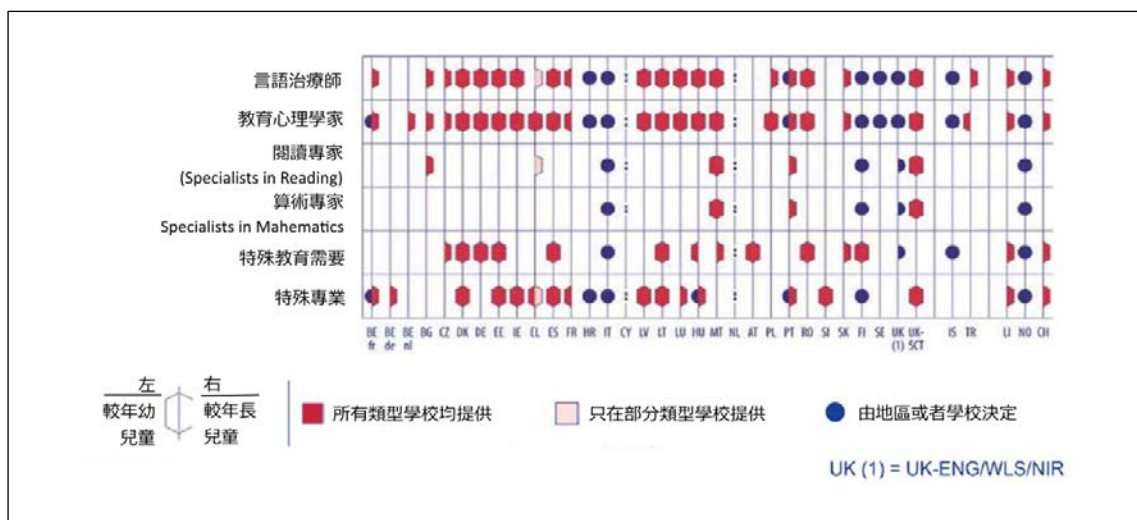 言語治療師
教育心理學家
閱讀專家
(Specialists in Reading)
算術專家
Specialists in Mahematics
特殊教育需要
特殊專業
BE fr BE de BE nl BG CZ DK DE EE IE EL ES FR HR IT CY LV LT LU HU MT NL AT PL PT RO SI SK FI SE UK (1) UK-SCT IS TR LI NO CH
左 右
較年幼 兒童 較年長 兒童
所有類型學校均提供 只在部分類型學校提供 由地區或者學校決定
UK (1) = UK-ENG/WLS/NIR